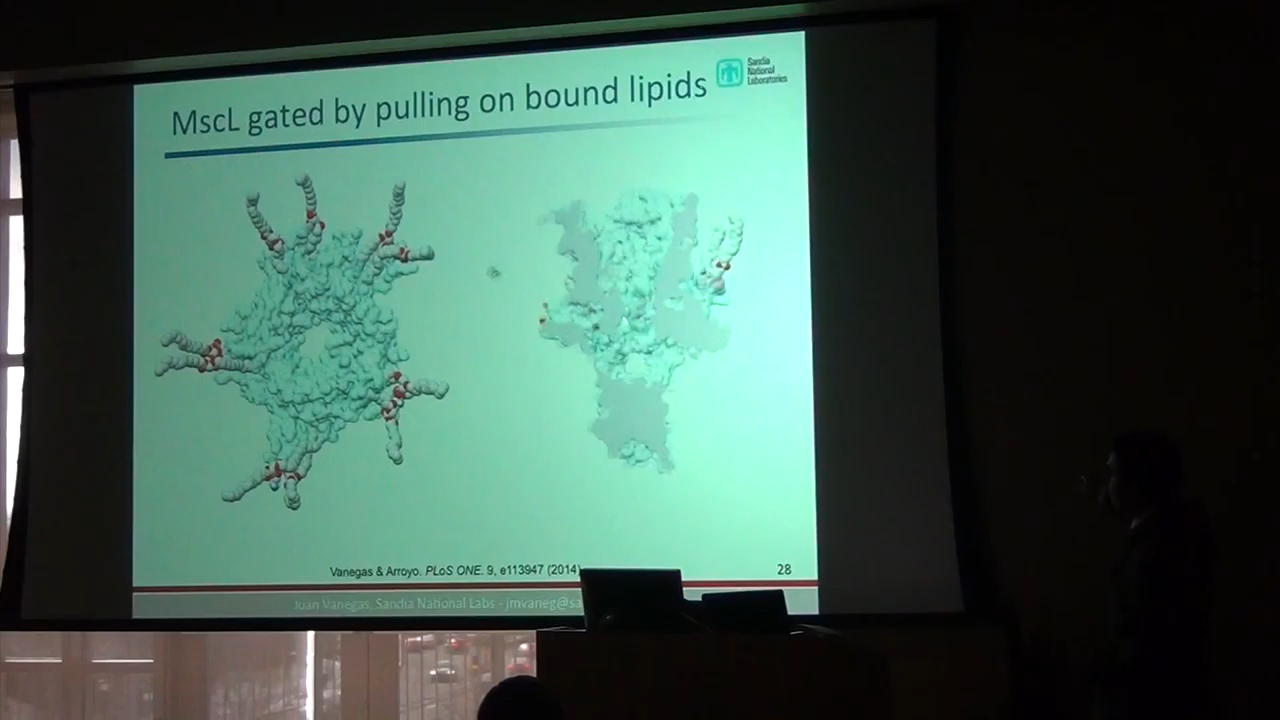 MscL gated by pulling on bound lipids
Sandia
National
Laboratories
Vanegas & Arroyo. PLoS ONE. 9, e113947 (2014)
28
Juan Vanegas, Sandia National Labs - jmvaneg@sa